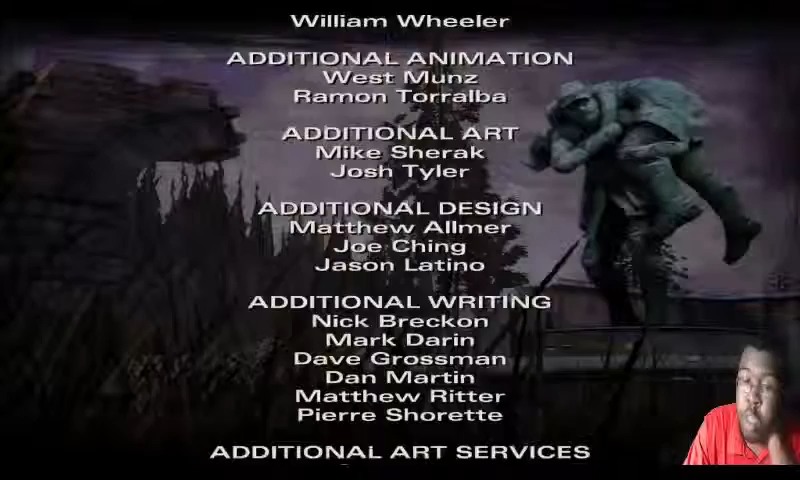 William Wheeler
ADDITIONAL ANIMATION
West Munz
Ramon Torralba
ADDITIONAL ART
Mike Sherak
Josh Tyler
ADDITIONAL DESIGN
Matthew Allmer
Joe Ching
Jason Latino
ADDITIONAL WRITING
Nick Breckon
Mark Darin
Dave Grossman
Dan Martin
Matthew Ritter
Pierre Shorette
ADDITIONAL ART SERVICES